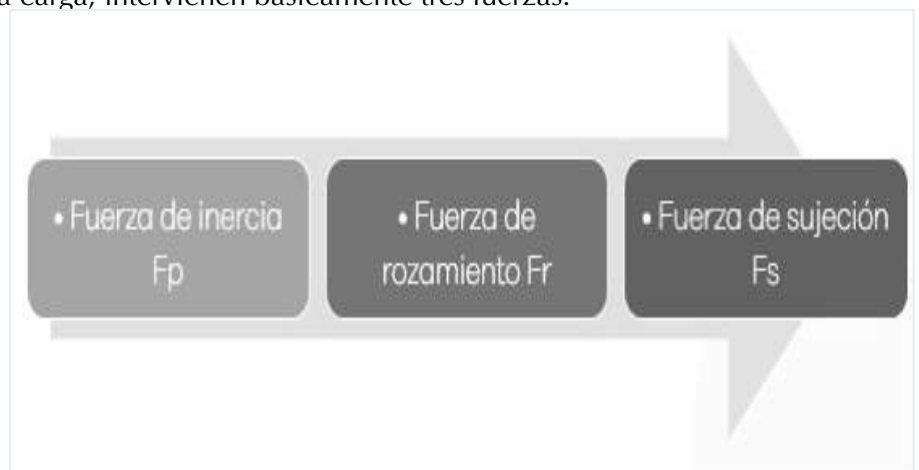 a carga, intervienen básicamente tres fuerzas:
• Fuerza de inercia
Fp
• Fuerza de
rozamiento Fr
• Fuerza de sujeción
Fs